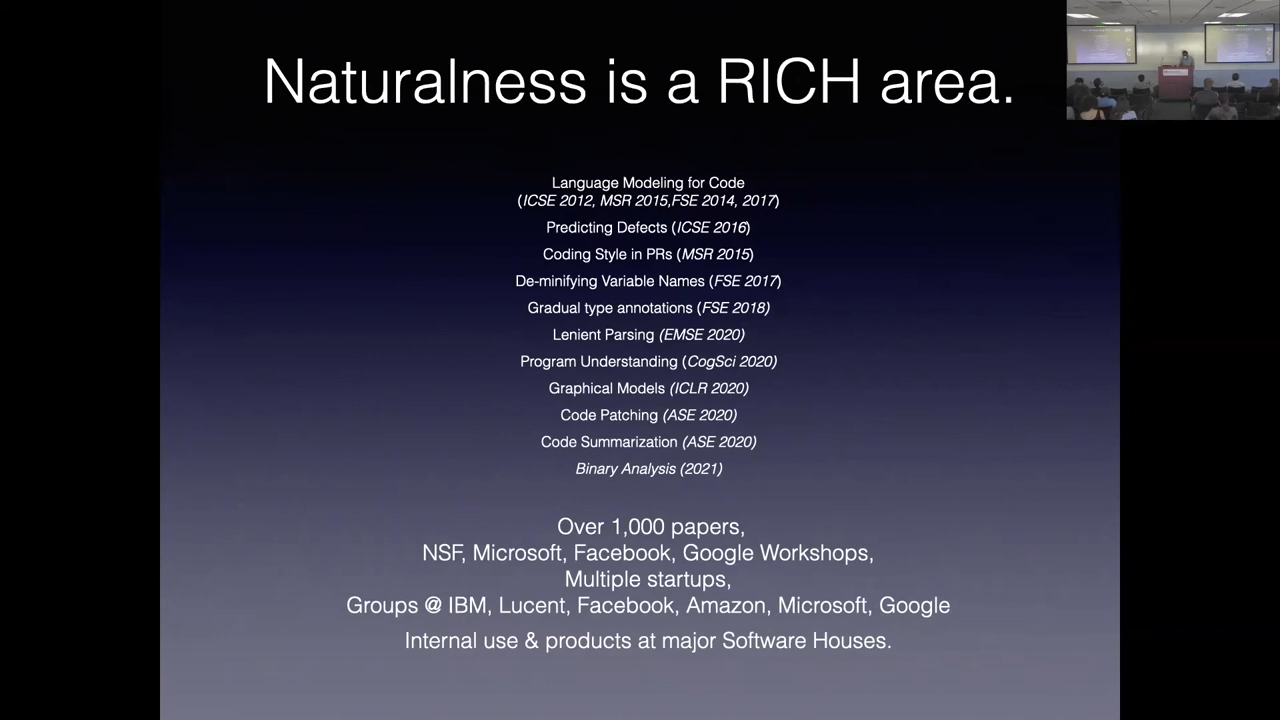 Naturalness is a RICH area.
Language Modeling for Code
(ICSE 2012, MSR 2015,FSE 2014, 2017)
Predicting Defects (ICSE 2016)
Coding Style in PRs (MSR 2015)
De-minifying Variable Names (FSE 2017)
Gradual type annotations (FSE 2018)
Lenient Parsing (EMSE 2020)
Program Understanding (CogSci 2020)
Graphical Models (ICLR 2020)
Code Patching (ASE 2020)
Code Summarization (ASE 2020)
Binary Analysis (2021)
Over 1,000 papers,
NSF, Microsoft, Facebook, Google Workshops,
Multiple startups,
Groups @ IBM, Lucent, Facebook, Amazon, Microsoft, Google
Internal use & products at major Software Houses.